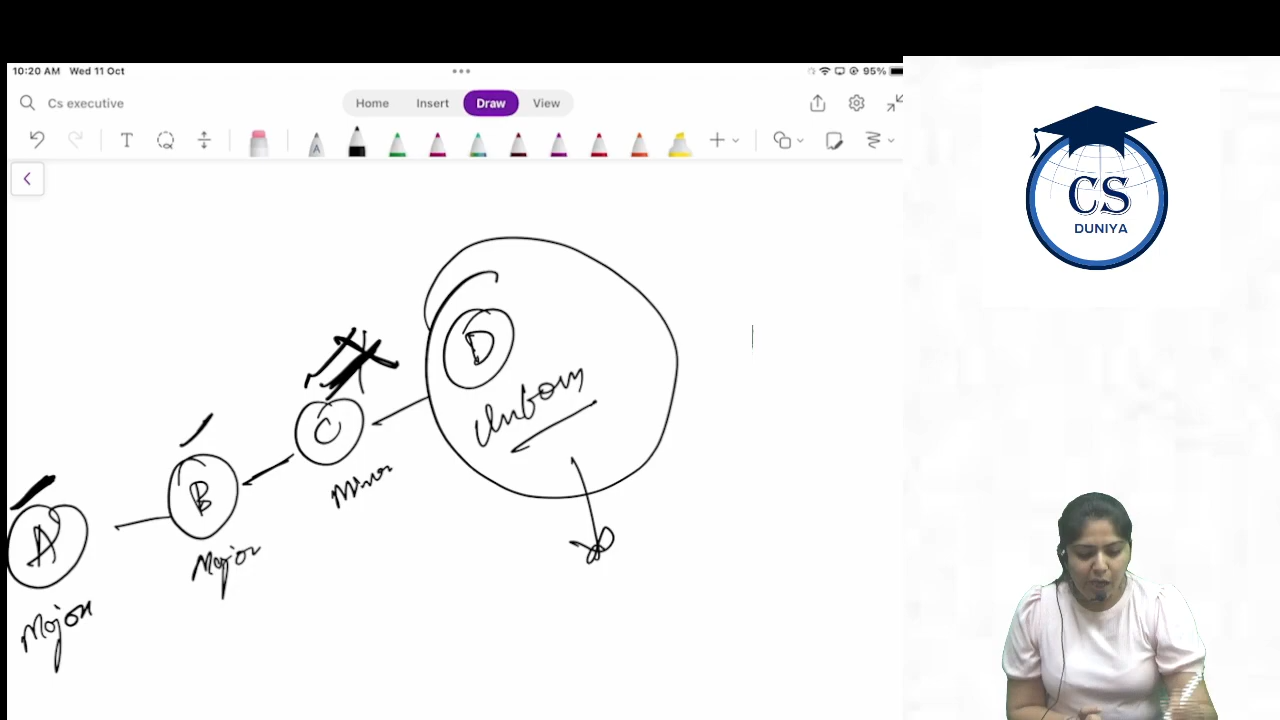 10:20 AM Wed 11 Oct
95%
Cs executive
Home Insert Draw View
T
A
CS
DUNIYA
D
Unborn
C
Minor
B
Major
A
Major